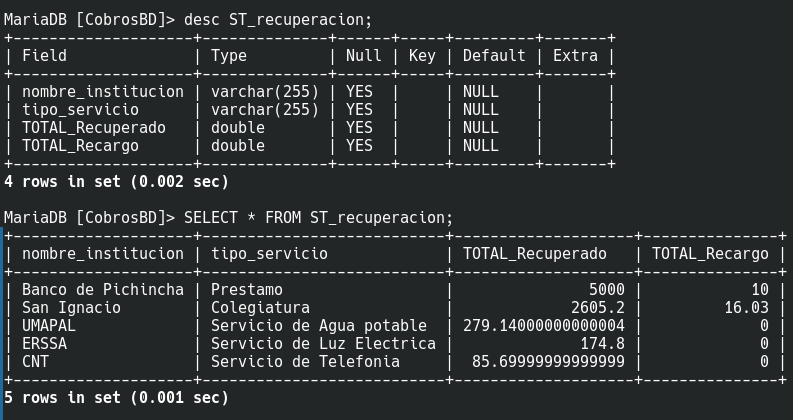 MariaDB [CobrosBD]> desc ST_recuperacion;
+--------------------+--------------+------+-----+---------+-------+
| Field              | Type         | Null | Key | Default | Extra |
+--------------------+--------------+------+-----+---------+-------+
| nombre_institucion | varchar(255) | YES  |     | NULL    |       |
| tipo_servicio      | varchar(255) | YES  |     | NULL    |       |
| TOTAL_Recuperado   | double       | YES  |     | NULL    |       |
| TOTAL_Recargo      | double       | YES  |     | NULL    |       |
+--------------------+--------------+------+-----+---------+-------+
4 rows in set (0.002 sec)

MariaDB [CobrosBD]> SELECT * FROM ST_recuperacion;
+--------------------+---------------------------+--------------------+---------------+
| nombre_institucion | tipo_servicio             | TOTAL_Recuperado   | TOTAL_Recargo |
+--------------------+---------------------------+--------------------+---------------+
| Banco de Pichincha | Prestamo                  |               5000 |            10 |
| San Ignacio        | Colegiatura               |             2605.2 |         16.03 |
| UMAPAL             | Servicio de Agua potable  | 279.14000000000004 |             0 |
| ERSSA              | Servicio de Luz Electrica |              174.8 |             0 |
| CNT                | Servicio de Telefonia     |  85.69999999999999 |             0 |
+--------------------+---------------------------+--------------------+---------------+
5 rows in set (0.001 sec)